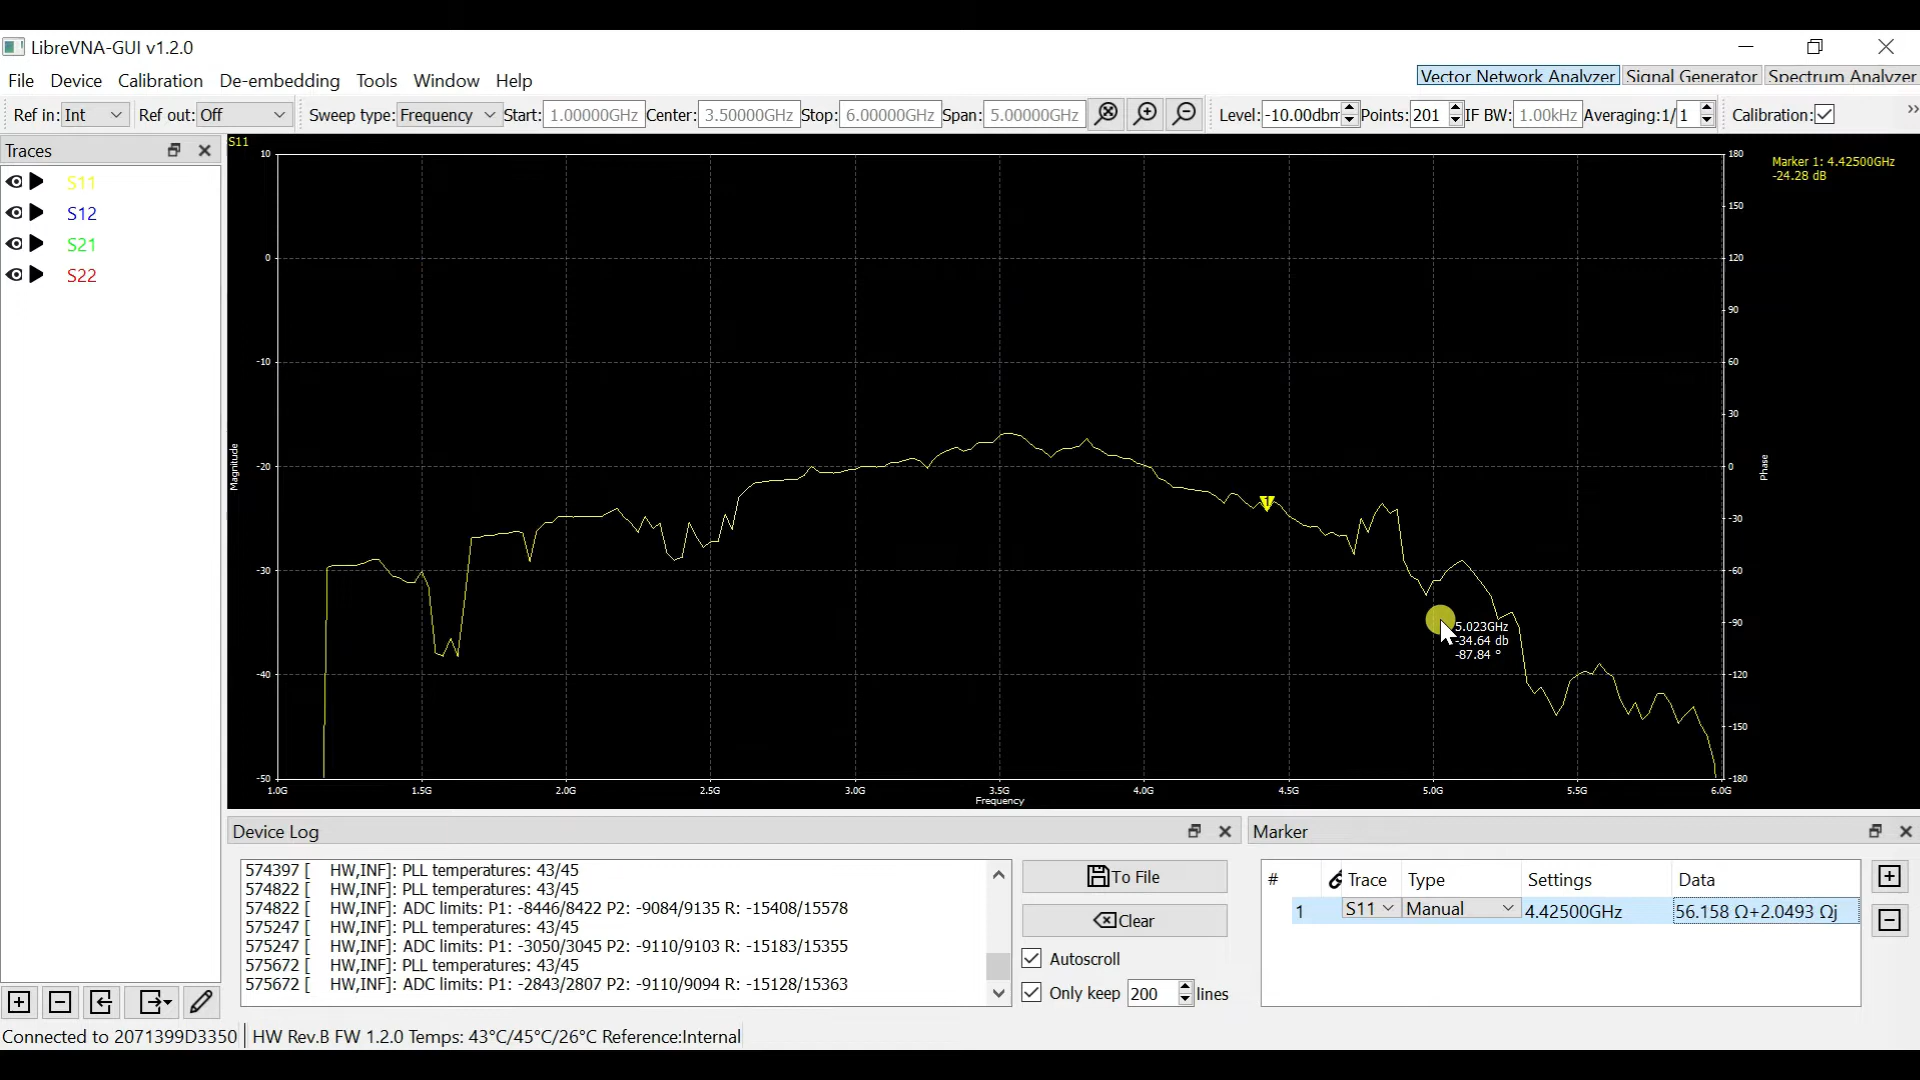 LibreVNA-GUI v1.2.0
File Device Calibration De-embedding Tools Window Help
Vector Network Analyzer Signal Generator Spectrum Analyzer
Ref in: Int Ref out: Off Sweep type: Frequency Start: 1.00000GHz Center: 3.50000GHz Stop: 6.00000GHz Span: 5.00000GHz Level: -10.00dbm Points: 201 IF BW: 1.00kHz Averaging: 1/ 1 Calibration:
Traces
S11
S12
S21
S22
S11
10
0
-10
-20
-30
-40
-50
Magnitude
180
150
120
90
60
30
0
-30
-60
-90
-120
-150
-180
Phase
Marker 1: 4.42500GHz
-24.28 dB
1
5.023GHz
-34.64 db
-87.84 °
1.0G 1.5G 2.0G 2.5G 3.0G 3.5G 4.0G 4.5G 5.0G 5.5G 6.0G
Frequency
Device Log
574397 [ HW,INF]: PLL temperatures: 43/45
574822 [ HW,INF]: PLL temperatures: 43/45
574822 [ HW,INF]: ADC limits: P1: -8446/8422 P2: -9084/9135 R: -15408/15578
575247 [ HW,INF]: PLL temperatures: 43/45
575247 [ HW,INF]: ADC limits: P1: -3050/3045 P2: -9110/9103 R: -15183/15355
575672 [ HW,INF]: PLL temperatures: 43/45
575672 [ HW,INF]: ADC limits: P1: -2843/2807 P2: -9110/9094 R: -15128/15363
To File
Clear
Autoscroll
Only keep 200 lines
Marker
# Trace Type Settings Data
1 S11 Manual 4.42500GHz 56.158 Ω+2.0493 Ωj
Connected to 2071399D3350 HW Rev.B FW 1.2.0 Temps: 43°C/45°C/26°C Reference:Internal